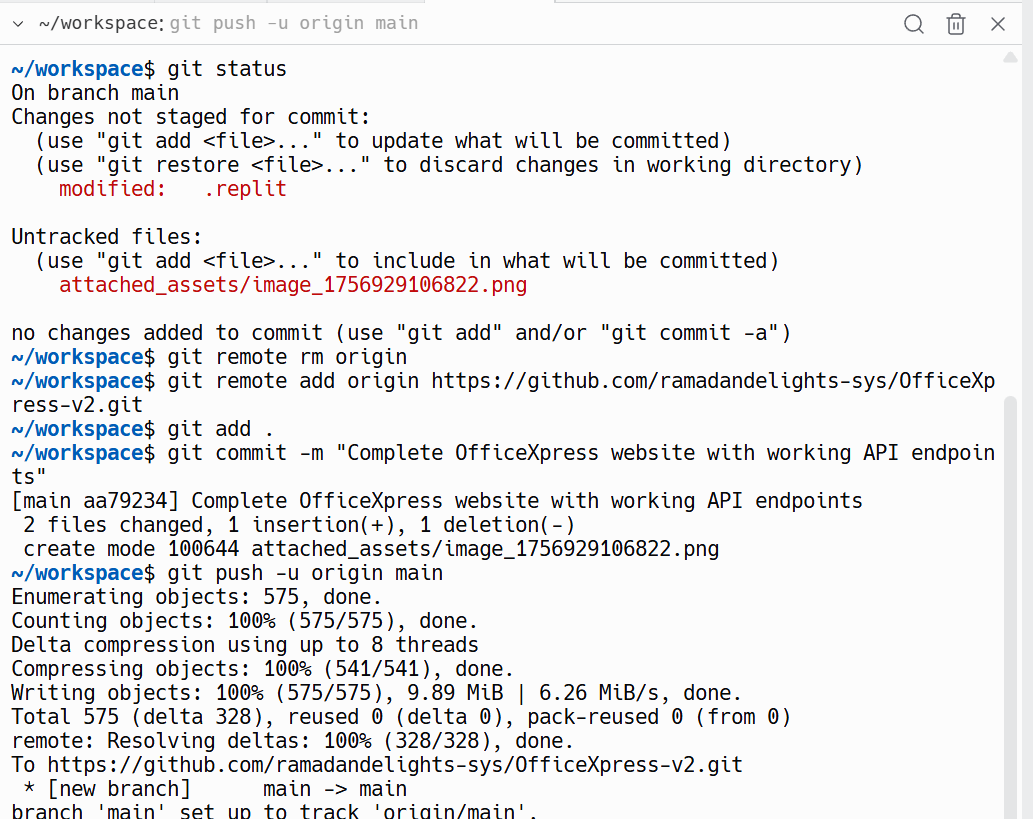 ~/workspace: git push -u origin main
~/workspace$ git status
On branch main
Changes not staged for commit:
  (use "git add <file>..." to update what will be committed)
  (use "git restore <file>..." to discard changes in working directory)
    modified:   .replit
Untracked files:
  (use "git add <file>..." to include in what will be committed)
    attached_assets/image_1756929106822.png
no changes added to commit (use "git add" and/or "git commit -a")
~/workspace$ git remote rm origin
~/workspace$ git remote add origin https://github.com/ramadandelights-sys/OfficeXp
ress-v2.git
~/workspace$ git add .
~/workspace$ git commit -m "Complete OfficeXpress website with working API endpoin
ts"
[main aa79234] Complete OfficeXpress website with working API endpoints
 2 files changed, 1 insertion(+), 1 deletion(-)
 create mode 100644 attached_assets/image_1756929106822.png
~/workspace$ git push -u origin main
Enumerating objects: 575, done.
Counting objects: 100% (575/575), done.
Delta compression using up to 8 threads
Compressing objects: 100% (541/541), done.
Writing objects: 100% (575/575), 9.89 MiB | 6.26 MiB/s, done.
Total 575 (delta 328), reused 0 (delta 0), pack-reused 0 (from 0)
remote: Resolving deltas: 100% (328/328), done.
To https://github.com/ramadandelights-sys/OfficeXpress-v2.git
 * [new branch]      main -> main
branch 'main' set up to track 'origin/main'.